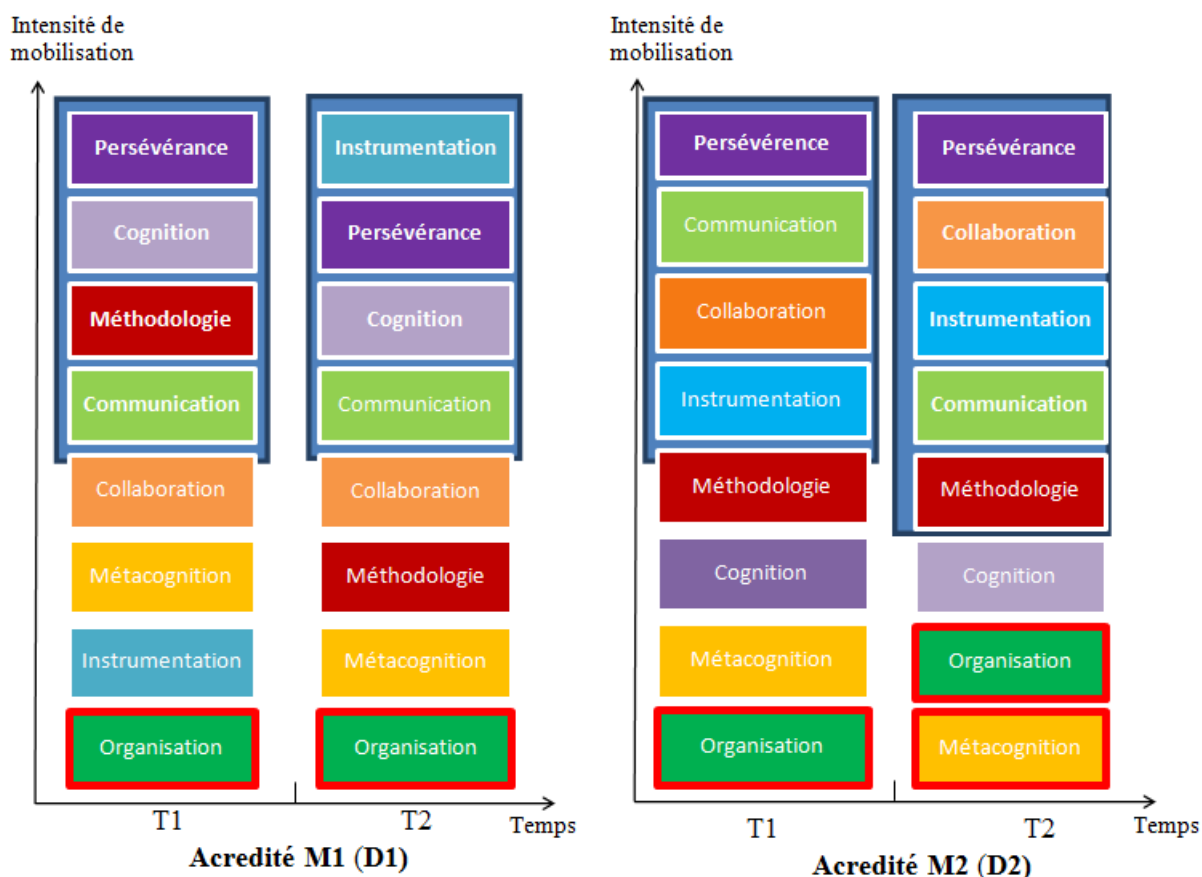 Intensité de
mobilisation
Persévérance
Cognition
Méthodologie
Communication
Collaboration
Métacognition
Instrumentation
Organisation
Instrumentation
Persévérance
Cognition
Communication
Collaboration
Méthodologie
Métacognition
Organisation
T1
T2
Temps
Acredité M1 (D1)
Intensité de
mobilisation
Persévérence
Communication
Collaboration
Instrumentation
Méthodologie
Cognition
Métacognition
Organisation
Persévérance
Collaboration
Instrumentation
Communication
Méthodologie
Cognition
Organisation
Métacognition
T1
T2
Temps
Acredité M2 (D2)